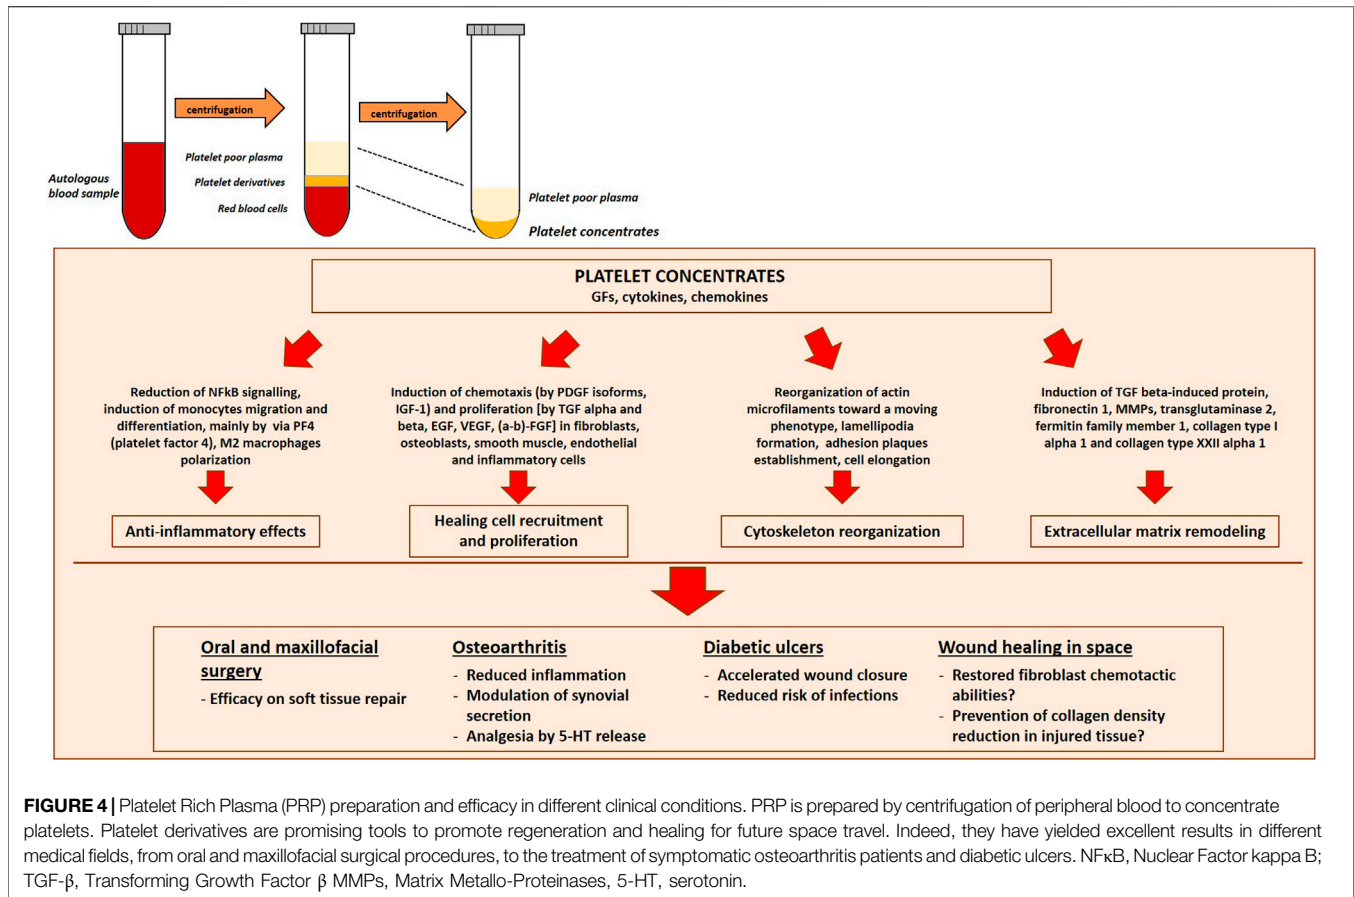 centrifugation
centrifugation
Autologous
blood sample
Platelet poor plasma
Platelet derivatives
Red blood cells
Platelet poor plasma
Platelet concentrates
PLATELET CONCENTRATES
GFs, cytokines, chemokines
Reduction of NFkB signalling,
induction of monocytes migration and
differentiation, mainly by via PF4
(platelet factor 4), M2 macrophages
polarization
Anti-inflammatory effects
Induction of chemotaxis (by PDGF isoforms,
IGF-1) and proliferation [by TGF alpha and
beta, EGF, VEGF, (a-b)-FGF] in fibroblasts,
osteoblasts, smooth muscle, endothelial
and inflammatory cells
Healing cell recruitment
and proliferation
Reorganization of actin
microfilaments toward a moving
phenotype, lamellipodia
formation, adhesion plaques
establishment, cell elongation
Cytoskeleton reorganization
Induction of TGF beta-induced protein,
fibronectin 1, MMPs, transglutaminase 2,
fermitin family member 1, collagen type I
alpha 1 and collagen type XXII alpha 1
Extracellular matrix remodeling
Oral and maxillofacial
surgery
- Efficacy on soft tissue repair
Osteoarthritis
- Reduced inflammation
- Modulation of synovial
secretion
- Analgesia by 5-HT release
Diabetic ulcers
- Accelerated wound closure
- Reduced risk of infections
Wound healing in space
- Restored fibroblast chemotactic
abilities?
- Prevention of collagen density
reduction in injured tissue?
FIGURE 4 | Platelet Rich Plasma (PRP) preparation and efficacy in different clinical conditions. PRP is prepared by centrifugation of peripheral blood to concentrate
platelets. Platelet derivatives are promising tools to promote regeneration and healing for future space travel. Indeed, they have yielded excellent results in different
medical fields, from oral and maxillofacial surgical procedures, to the treatment of symptomatic osteoarthritis patients and diabetic ulcers. NFκB, Nuclear Factor kappa B;
TGF-β, Transforming Growth Factor β MMPs, Matrix Metallo-Proteinases, 5-HT, serotonin.